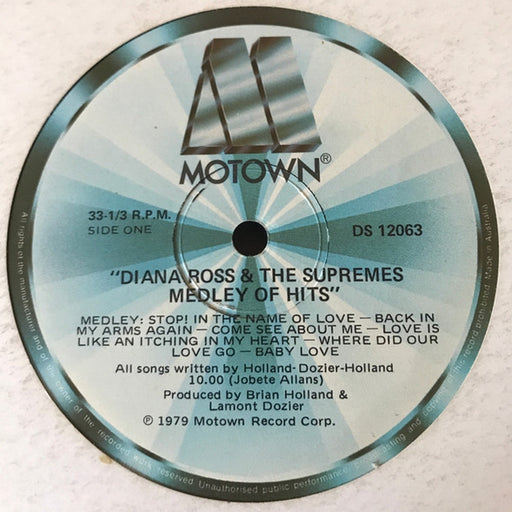 MOTOWN®
33-1/3 R.P.M.
SIDE ONE
DS 12063
"DIANA ROSS & THE SUPREMES
MEDLEY OF HITS"
MEDLEY: STOP! IN THE NAME OF LOVE — BACK IN
MY ARMS AGAIN — COME SEE ABOUT ME — LOVE IS
LIKE AN ITCHING IN MY HEART — WHERE DID OUR
LOVE GO — BABY LOVE
All songs written by Holland-Dozier-Holland
10.00 (Jobete Allans)
Produced by Brian Holland &
Lamont Dozier
℗ 1979 Motown Record Corp.
All rights of the manufacturer and of the owner of the recorded work reserved. Unauthorised public performance, broadcasting and copying of this record prohibited. Made in Australia